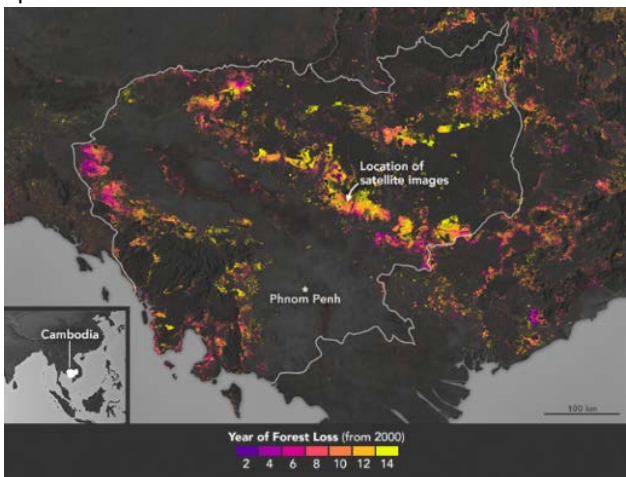 Location of
satellite images
Phnom Penh
Cambodia
100 km
Year of Forest Loss (from 2000)
2 4 6 8 10 12 14